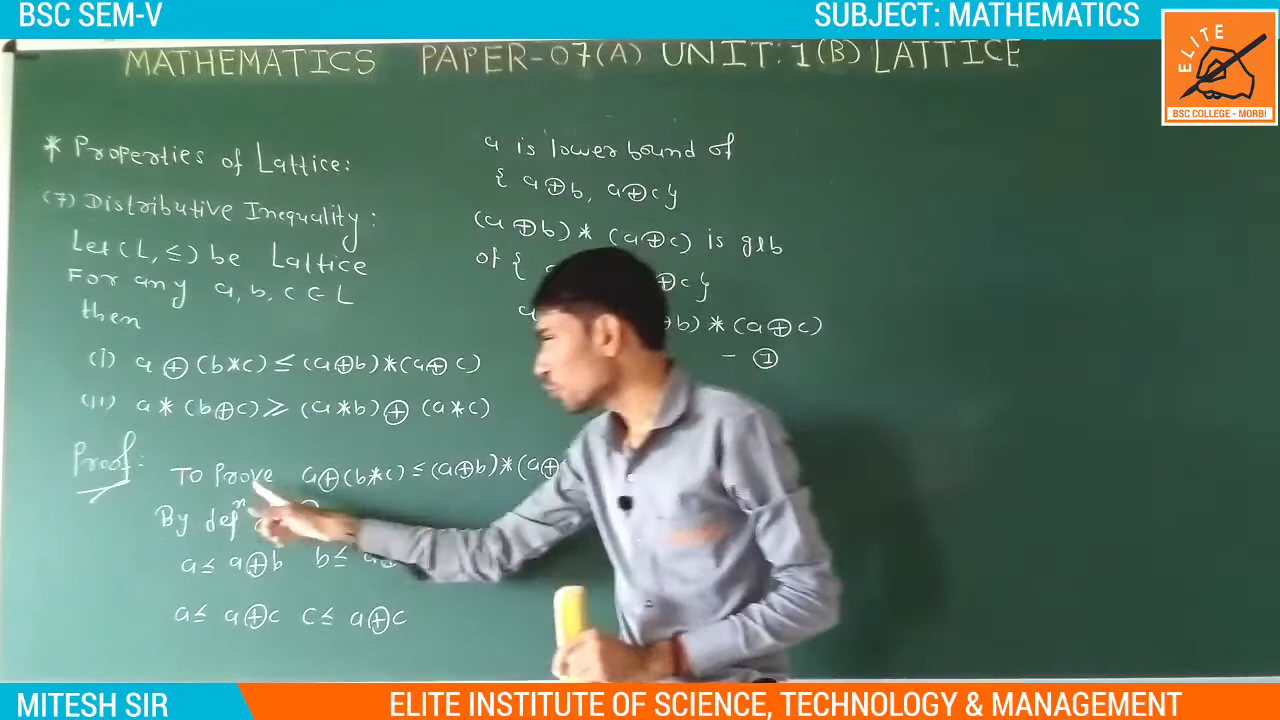 BSC SEM-V
SUBJECT: MATHEMATICS
ELITE
BSC COLLEGE - MORBI
MATHEMATICS PAPER-07(A) UNIT:1(B) LATTICE
* Properties of Lattice:
(7) Distributive Inequality:
Let (L, ≤) be Lattice
For any a, b, c ∈ L
then
(i) a ⊕ (b*c) ≤ (a⊕b)*(a⊕c)
(ii) a * (b⊕c) ≥ (a*b) ⊕ (a*c)
Proof:
To Prove a⊕(b*c) ≤ (a⊕b)*(a⊕
By defⁿ
a ≤ a⊕b b ≤
a ≤ a⊕c c ≤ a⊕c
a is lower bound of
{ a⊕b, a⊕c}
(a⊕b) * (a⊕c) is glb
of { ⊕c}
b) * (a⊕c)
- ①
MITESH SIR
ELITE INSTITUTE OF SCIENCE, TECHNOLOGY & MANAGEMENT